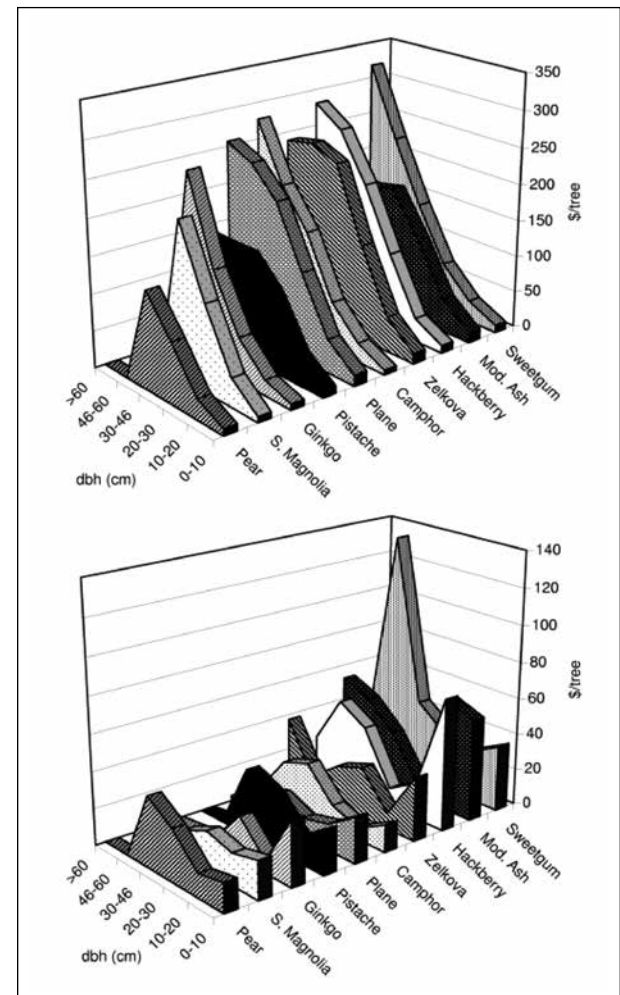 350
300
250
200
150
100
50
0
$/tree
>60
46-60
30-46
20-30
10-20
0-10
dbh (cm)
Pear
S. Magnolia
Ginkgo
Pistache
Plane
Camphor
Zelkova
Hackberry
Mod. Ash
Sweetgum
140
120
100
80
60
40
20
0
$/tree
>60
46-60
30-46
20-30
10-20
0-10
dbh (cm)
Pear
S. Magnolia
Ginkgo
Pistache
Plane
Camphor
Zelkova
Hackberry
Mod. Ash
Sweetgum